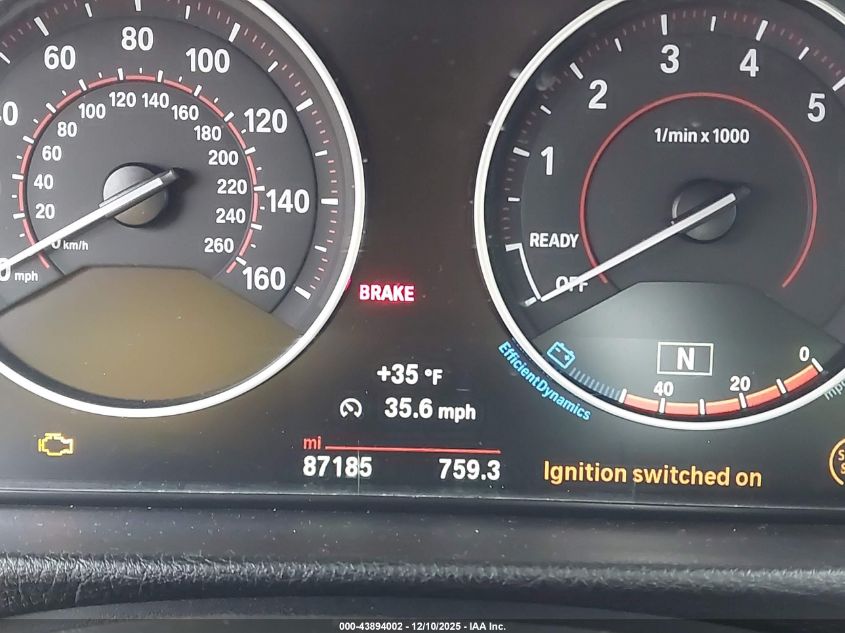 60 80 100 120 140 160
mph
20 40 60 80 100 120 140 160 180 200 220 240 260
km/h
1 2 3 4 5
1/min x 1000
READY
OFF
BRAKE
+35 °F
35.6 mph
mi
87185 759.3
EfficientDynamics
N
40 20 0
Ignition switched on
000-43894002 - 12/10/2025 - IAA Inc.